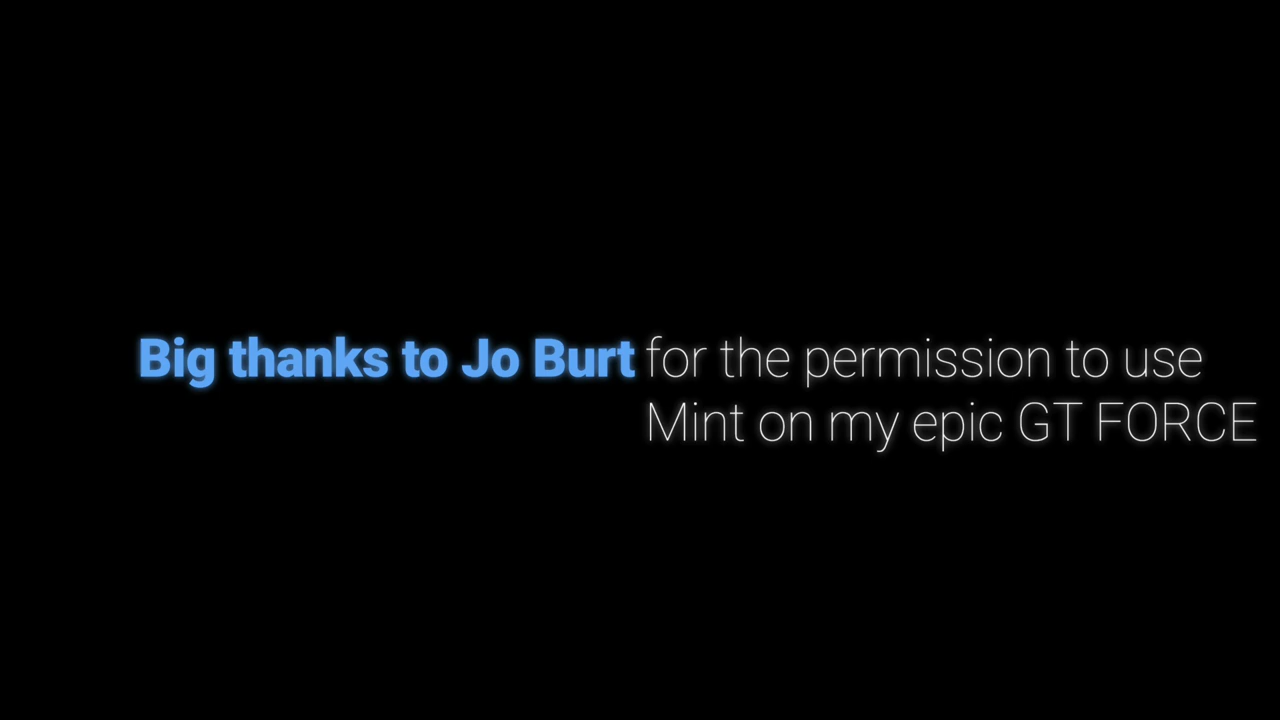 Big thanks to Jo Burt for the permission to use
Mint on my epic GT FORCE